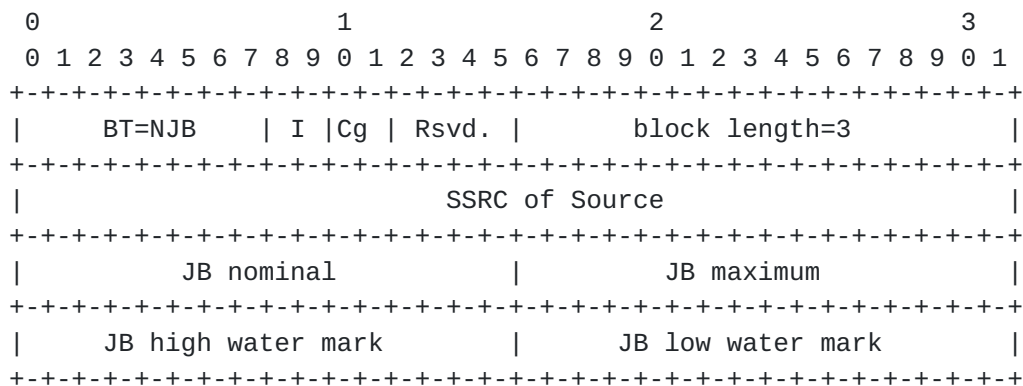 0                   1                   2                   3
0 1 2 3 4 5 6 7 8 9 0 1 2 3 4 5 6 7 8 9 0 1 2 3 4 5 6 7 8 9 0 1
+-+-+-+-+-+-+-+-+-+-+-+-+-+-+-+-+-+-+-+-+-+-+-+-+-+-+-+-+-+-+-+-+
|     BT=NJB    | I |Cg | Rsvd. |       block length=3          |
+-+-+-+-+-+-+-+-+-+-+-+-+-+-+-+-+-+-+-+-+-+-+-+-+-+-+-+-+-+-+-+-+
|                           SSRC of Source                      |
+-+-+-+-+-+-+-+-+-+-+-+-+-+-+-+-+-+-+-+-+-+-+-+-+-+-+-+-+-+-+-+-+
|          JB nominal           |         JB maximum            |
+-+-+-+-+-+-+-+-+-+-+-+-+-+-+-+-+-+-+-+-+-+-+-+-+-+-+-+-+-+-+-+-+
|     JB high water mark        |      JB low water mark        |
+-+-+-+-+-+-+-+-+-+-+-+-+-+-+-+-+-+-+-+-+-+-+-+-+-+-+-+-+-+-+-+-+